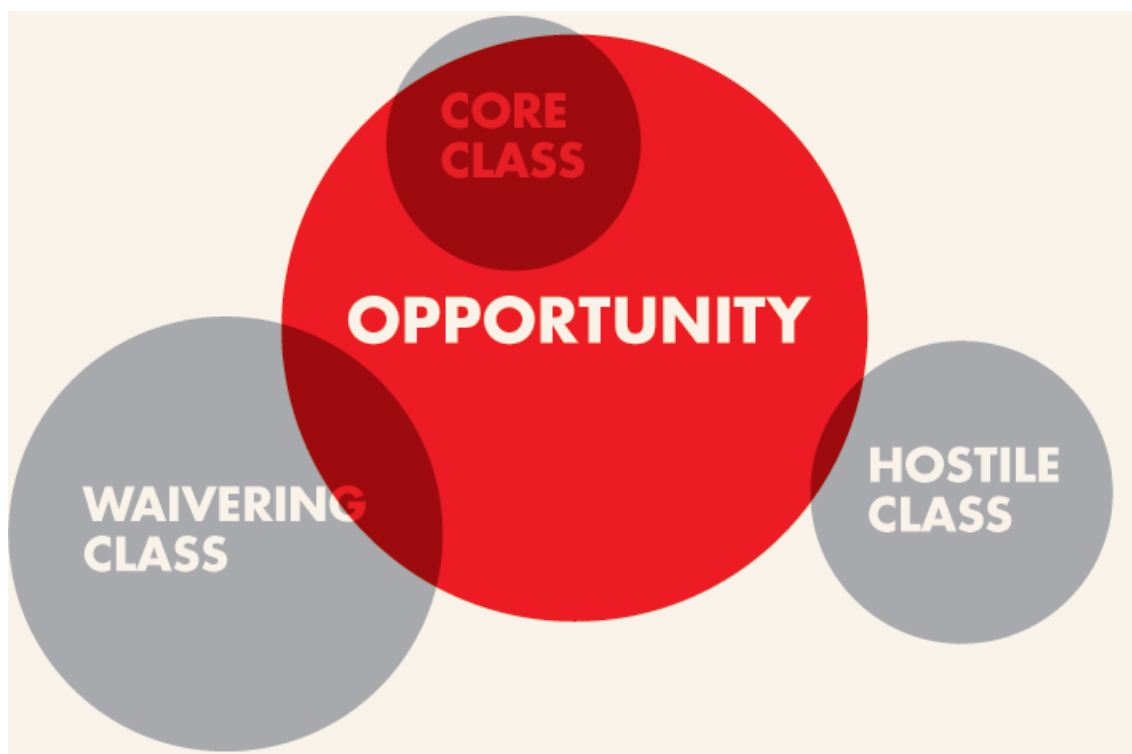 CORE
CLASS
OPPORTUNITY
WAIVERING
CLASS
HOSTILE
CLASS